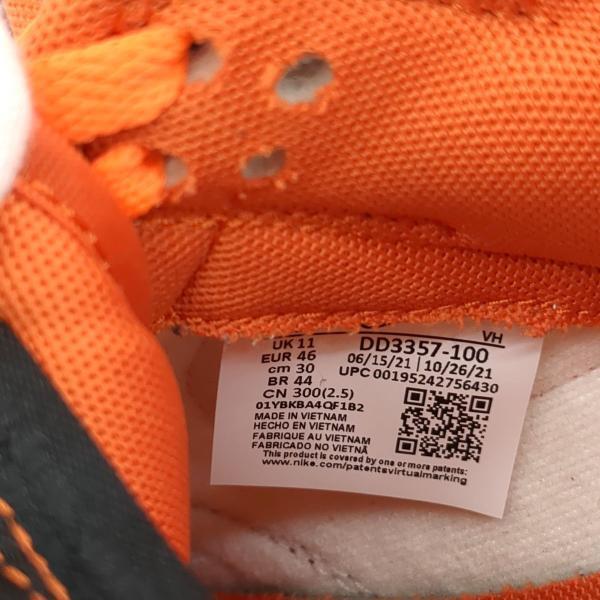 VH
UK 11
EUR 46
cm 30
BR 44
CN 300(2.5)
DD3357-100
06/15/21 | 10/26/21
UPC 00195242756430
01YBKBA4QF1B2
MADE IN VIETNAM
HECHO EN VIETNAM
FABRIQUE AU VIETNAM
FABRICADO NO VIETNÃ
This product is covered by one or more patents:
www.nike.com/patentsvirtualmarking